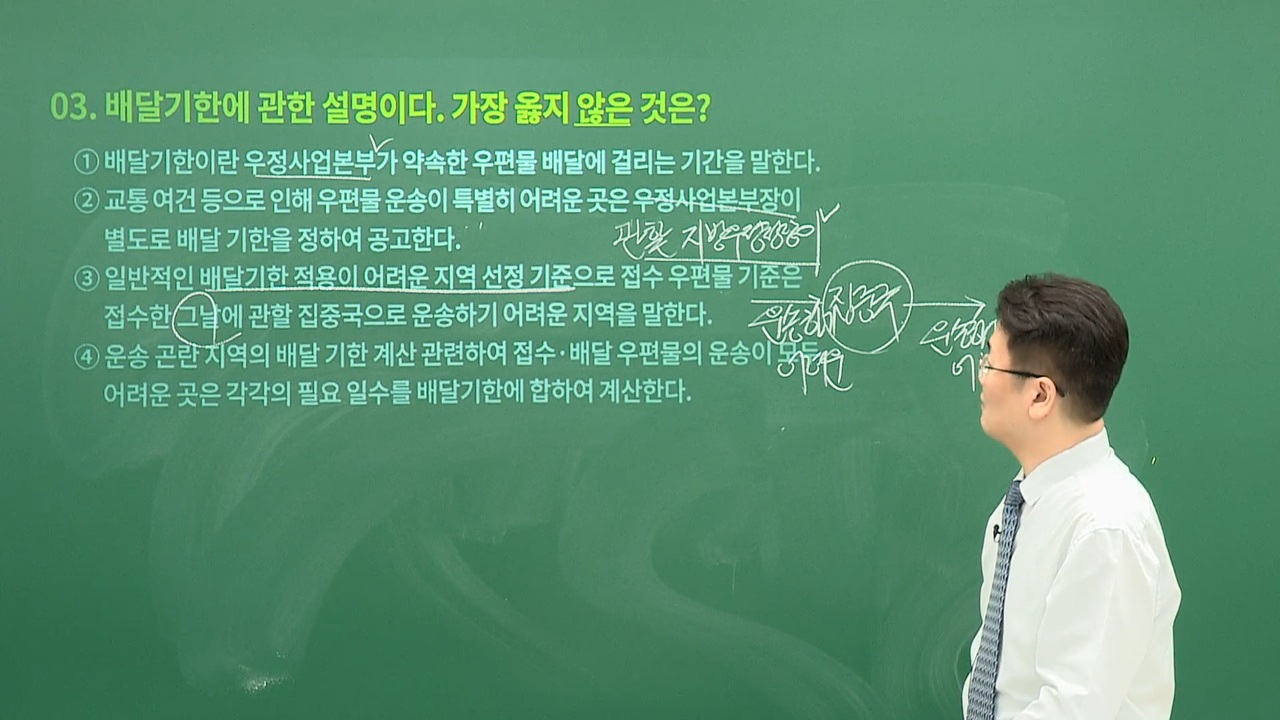 03. 배달기한에 관한 설명이다. 가장 옳지 않은 것은?
① 배달기한이란 우정사업본부가 약속한 우편물 배달에 걸리는 기간을 말한다.
② 교통 여건 등으로 인해 우편물 운송이 특별히 어려운 곳은 우정사업본부장이
별도로 배달 기한을 정하여 공고한다.
관할 지방우정청장이
③ 일반적인 배달기한 적용이 어려운 지역 선정 기준으로 접수 우편물 기준은
접수한 그날에 관할 집중국으로 운송하기 어려운 지역을 말한다.
집중국
④ 운송 곤란 지역의 배달 기한 계산 관련하여 접수·배달 우편물의 운송이 모두
어려운 곳은 각각의 필요 일수를 배달기한에 합하여 계산한다.